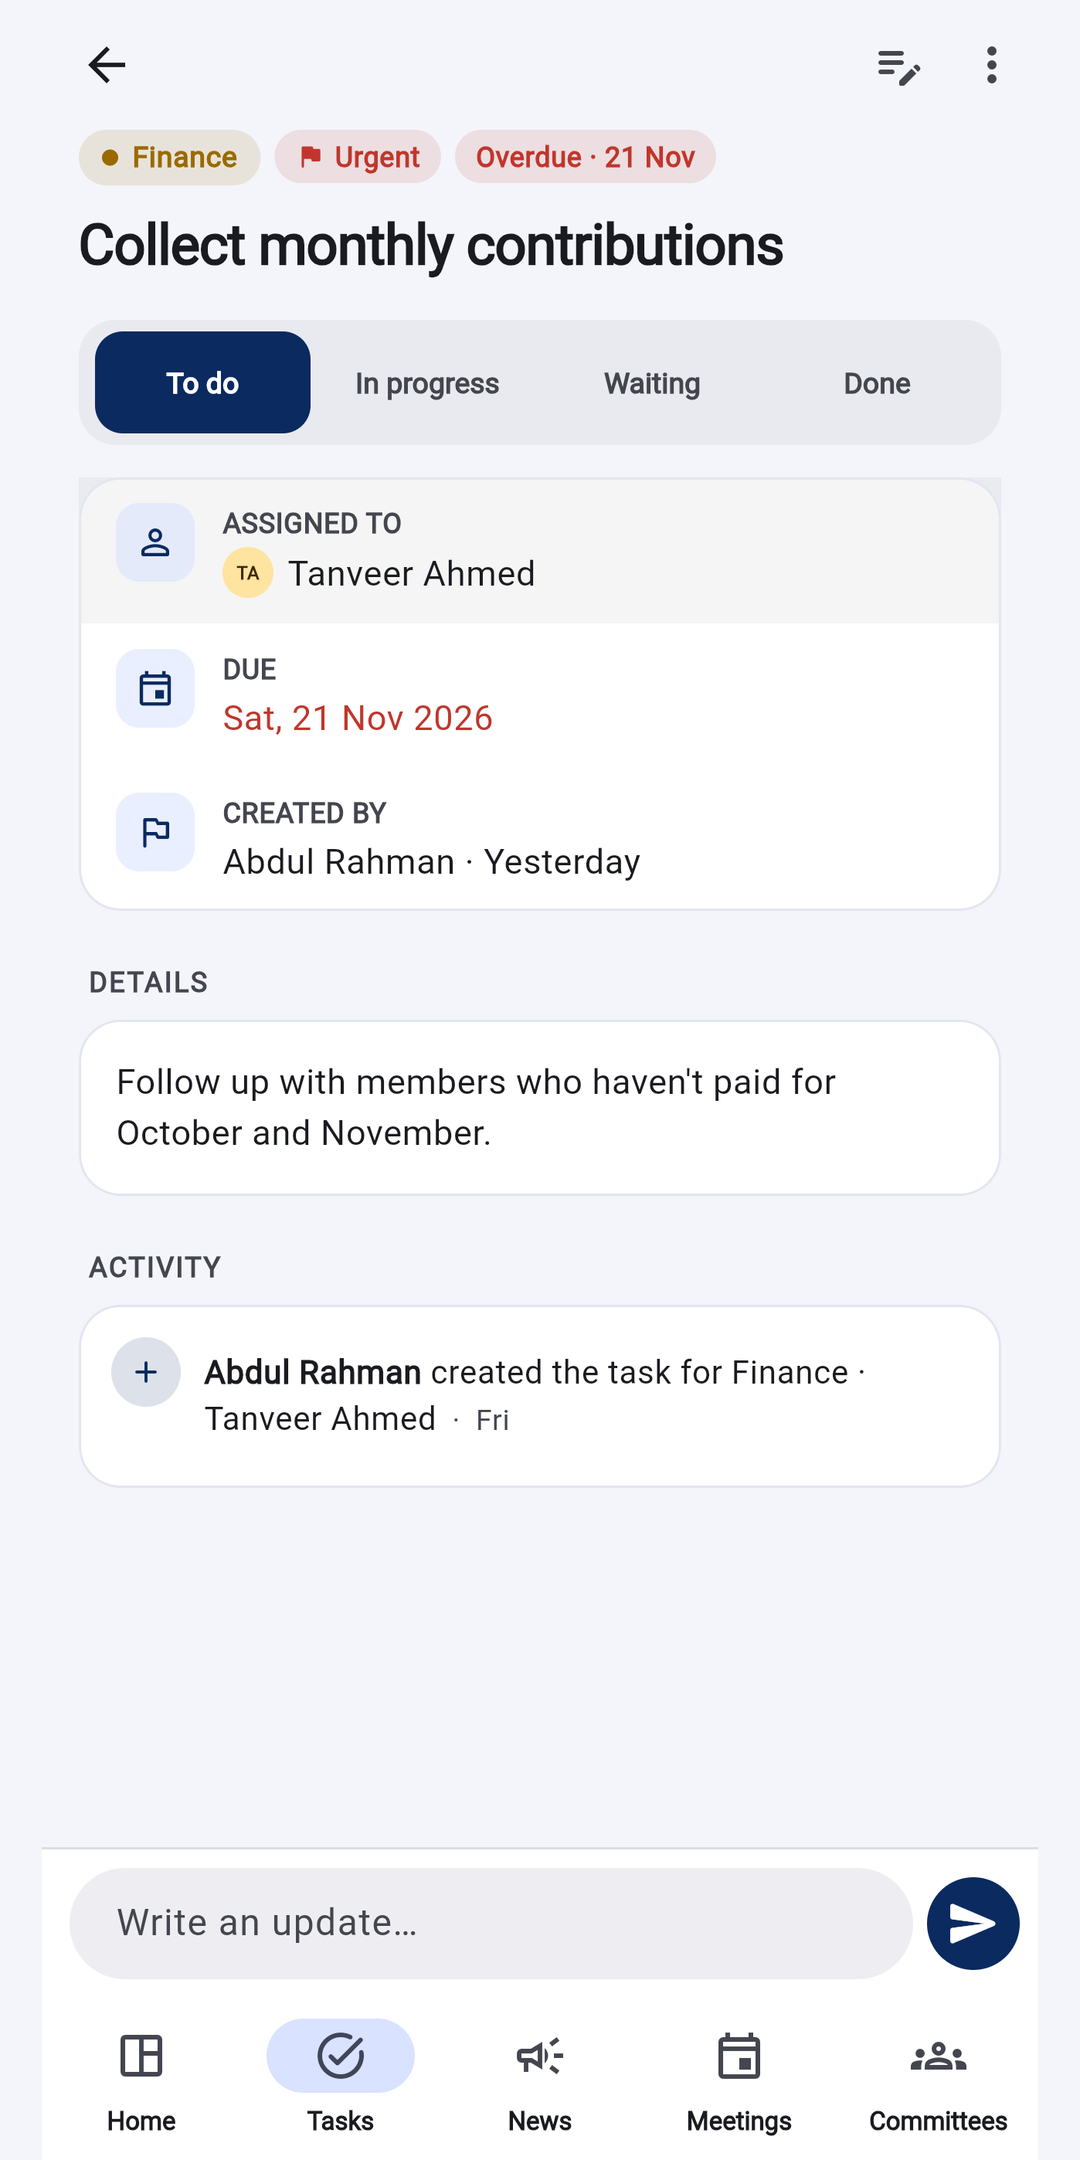 Finance
Urgent
Overdue · 21 Nov
Collect monthly contributions
To do
In progress
Waiting
Done
ASSIGNED TO
TA Tanveer Ahmed
DUE
Sat, 21 Nov 2026
CREATED BY
Abdul Rahman · Yesterday
DETAILS
Follow up with members who haven't paid for
October and November.
ACTIVITY
Abdul Rahman created the task for Finance ·
Tanveer Ahmed · Fri
Write an update…
Home
Tasks
News
Meetings
Committees